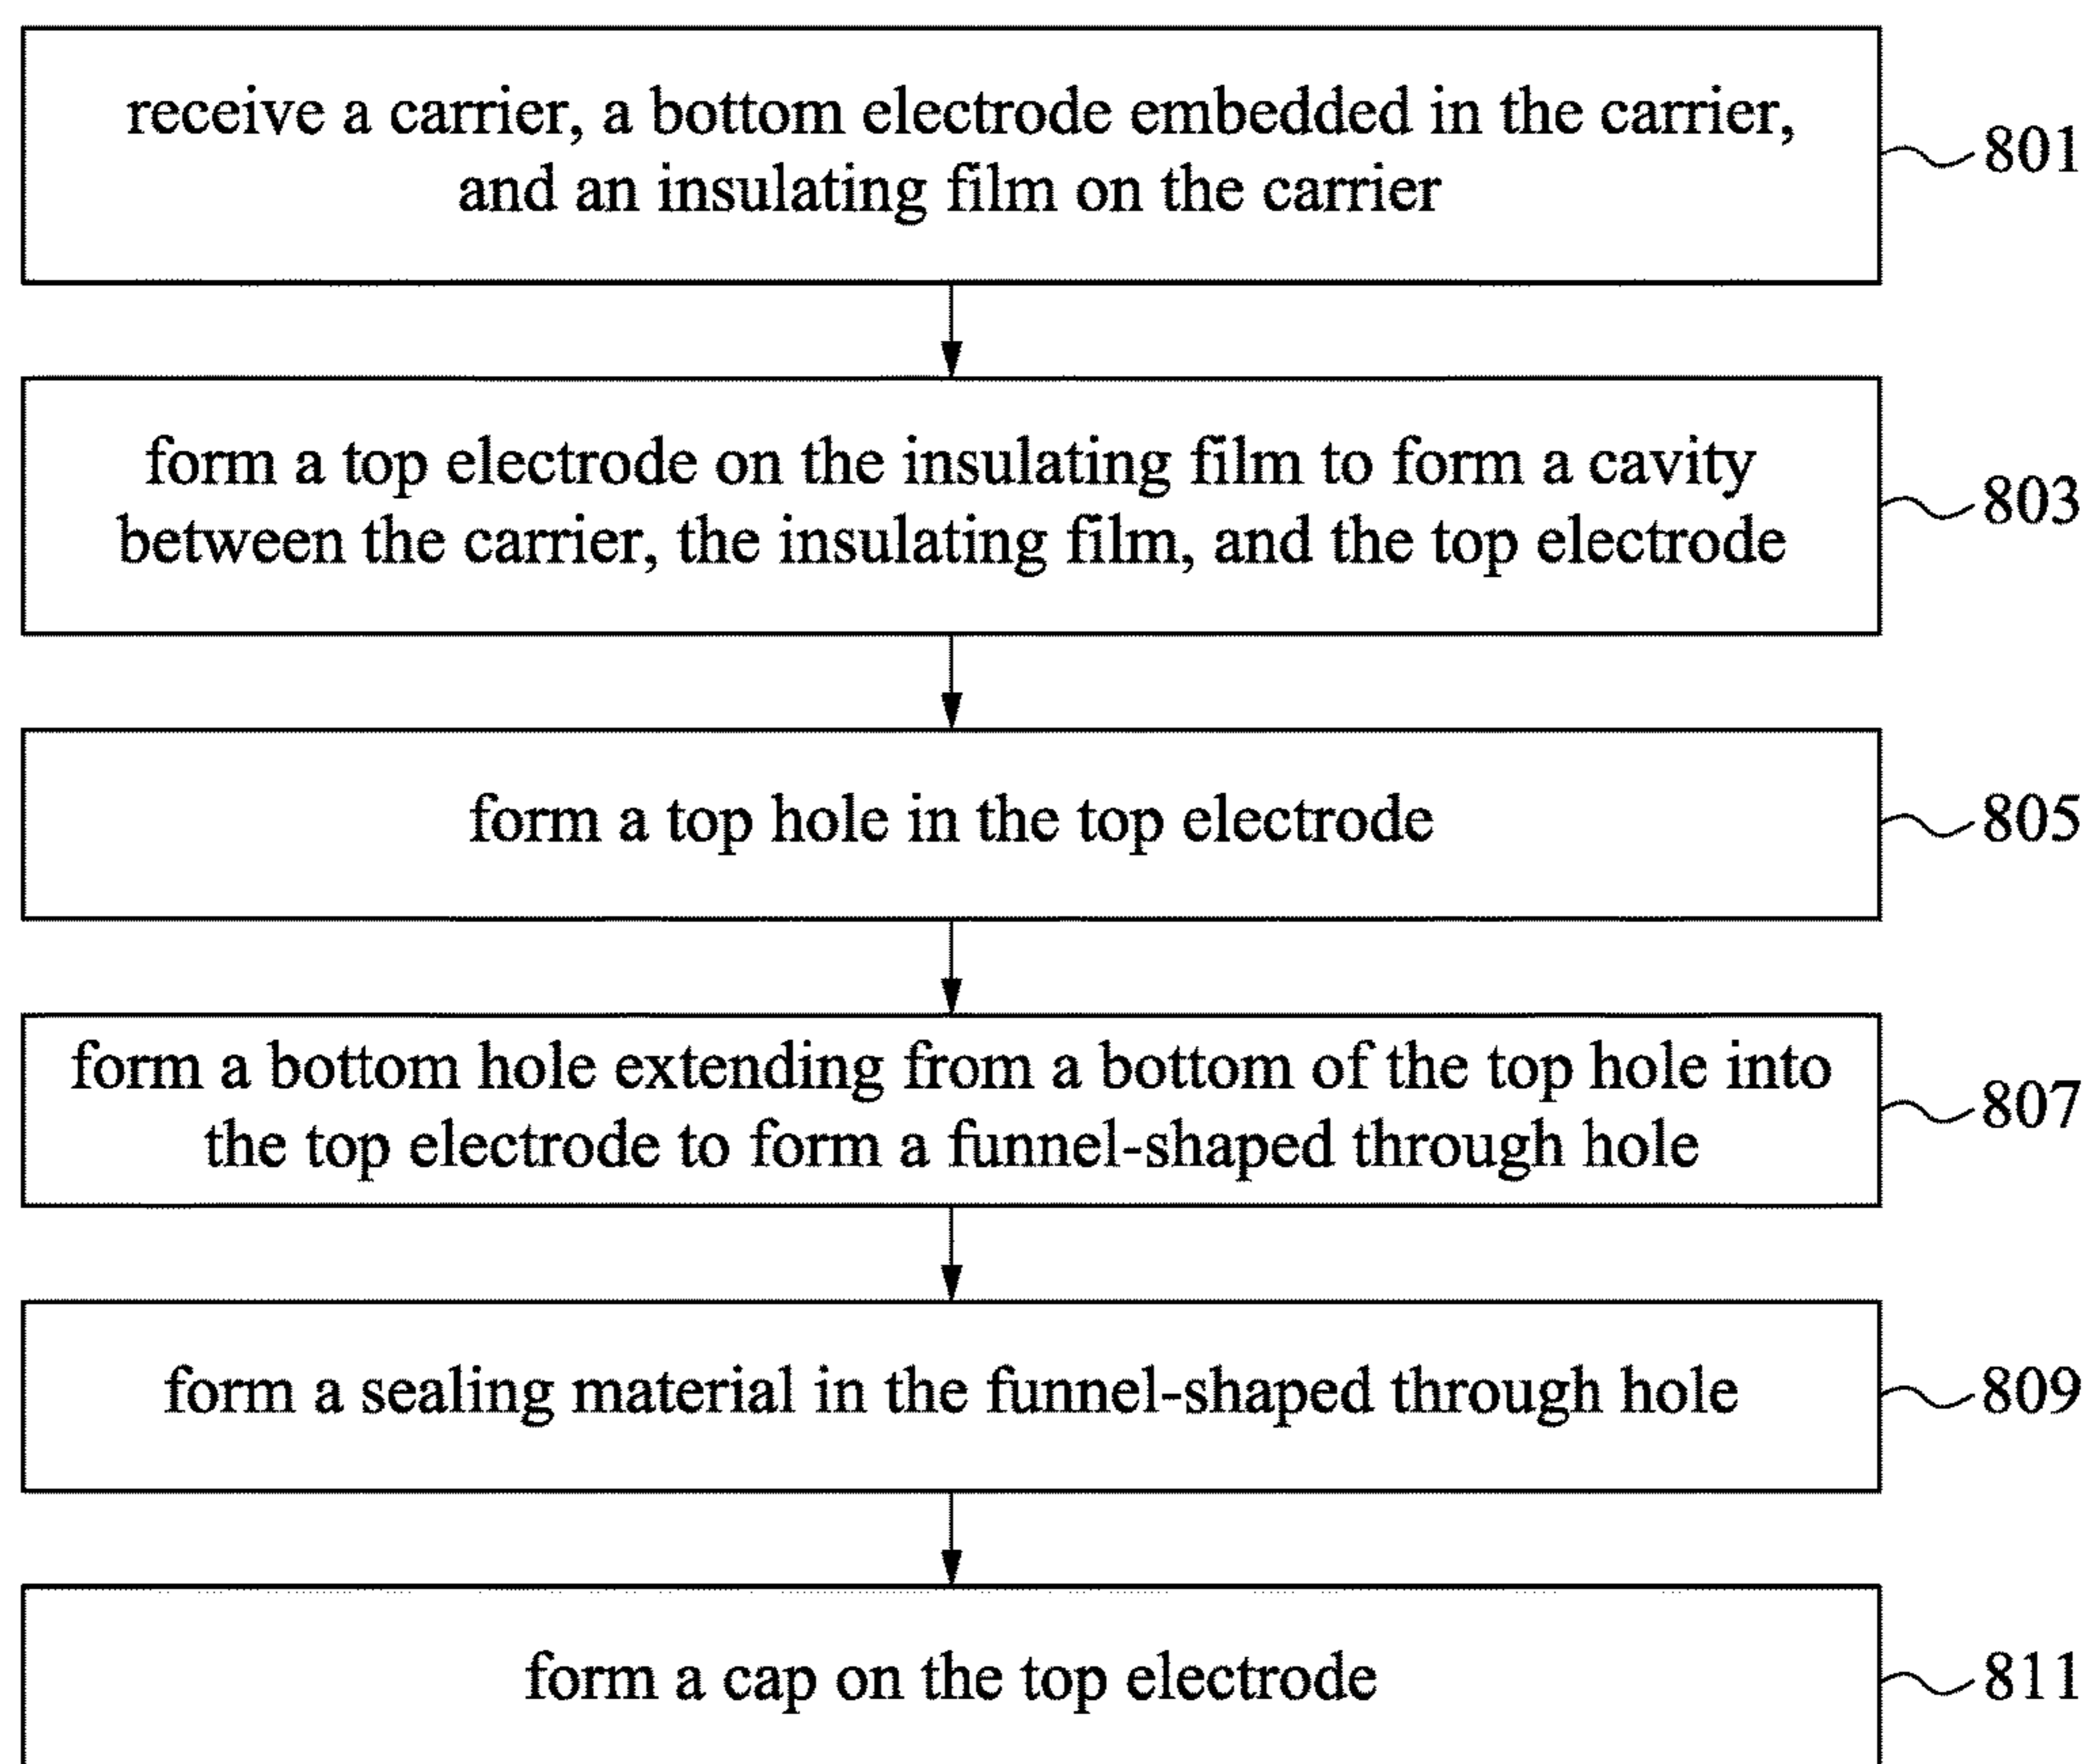 receive a carrier, a bottom electrode embedded in the carrier,
and an insulating film on the carrier
801
form a top electrode on the insulating film to form a cavity
between the carrier, the insulating film, and the top electrode
803
form a top hole in the top electrode
805
form a bottom hole extending from a bottom of the top hole into
the top electrode to form a funnel-shaped through hole
807
form a sealing material in the funnel-shaped through hole
809
form a cap on the top electrode
811